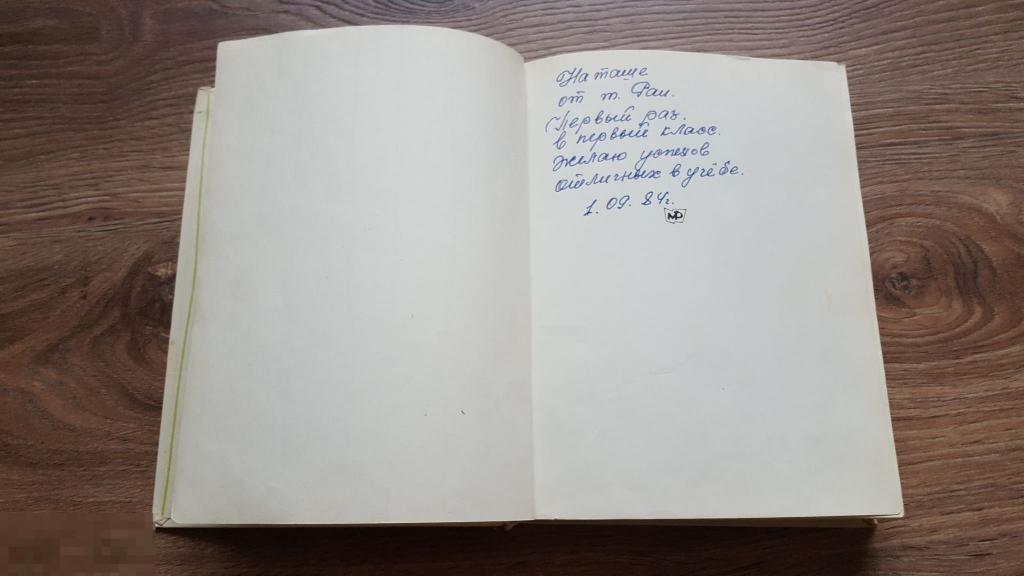 Наташе
от т. Раи.
Первый раз.
в первый класс.
желаю успехов
отличных в учёбе.
1. 09. 84г.